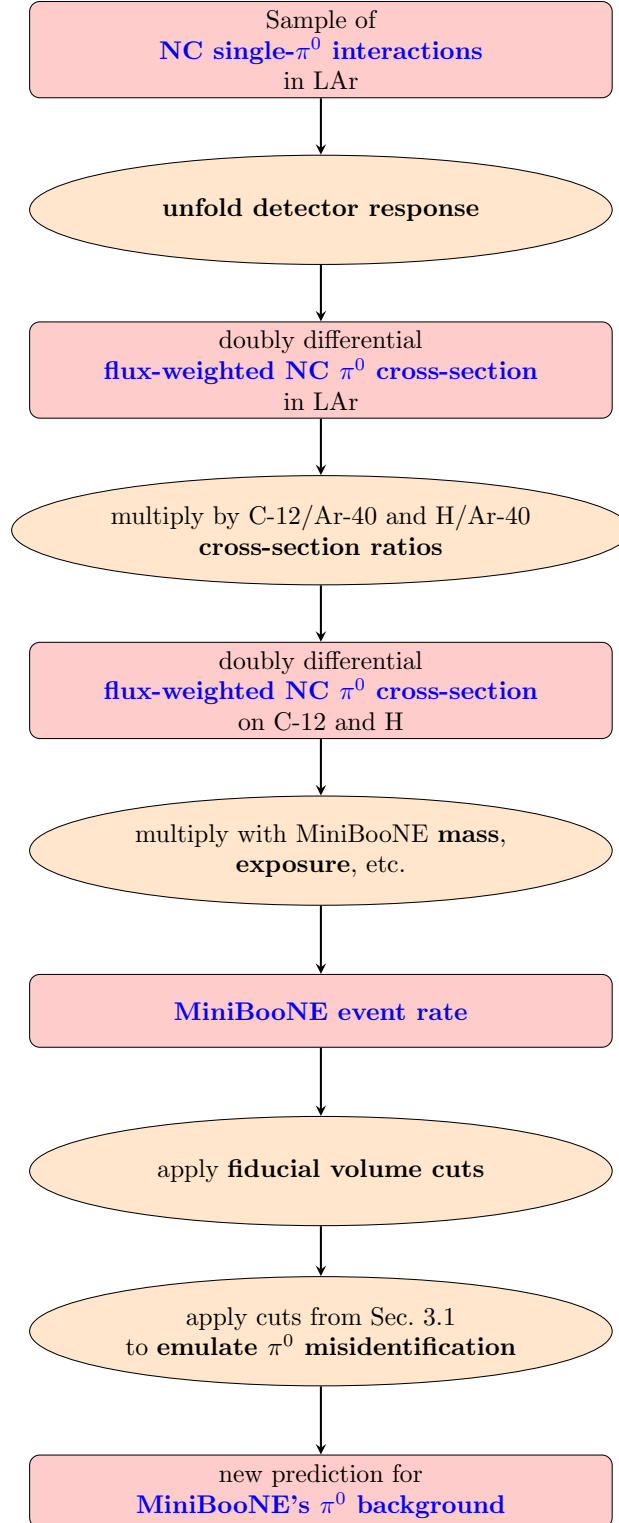 Sample of
NC single-π⁰ interactions
in LAr
unfold detector response
doubly differential
flux-weighted NC π⁰ cross-section
in LAr
multiply by C-12/Ar-40 and H/Ar-40
cross-section ratios
doubly differential
flux-weighted NC π⁰ cross-section
on C-12 and H
multiply with MiniBooNE mass,
exposure, etc.
MiniBooNE event rate
apply fiducial volume cuts
apply cuts from Sec. 3.1
to emulate π⁰ misidentification
new prediction for
MiniBooNE's π⁰ background